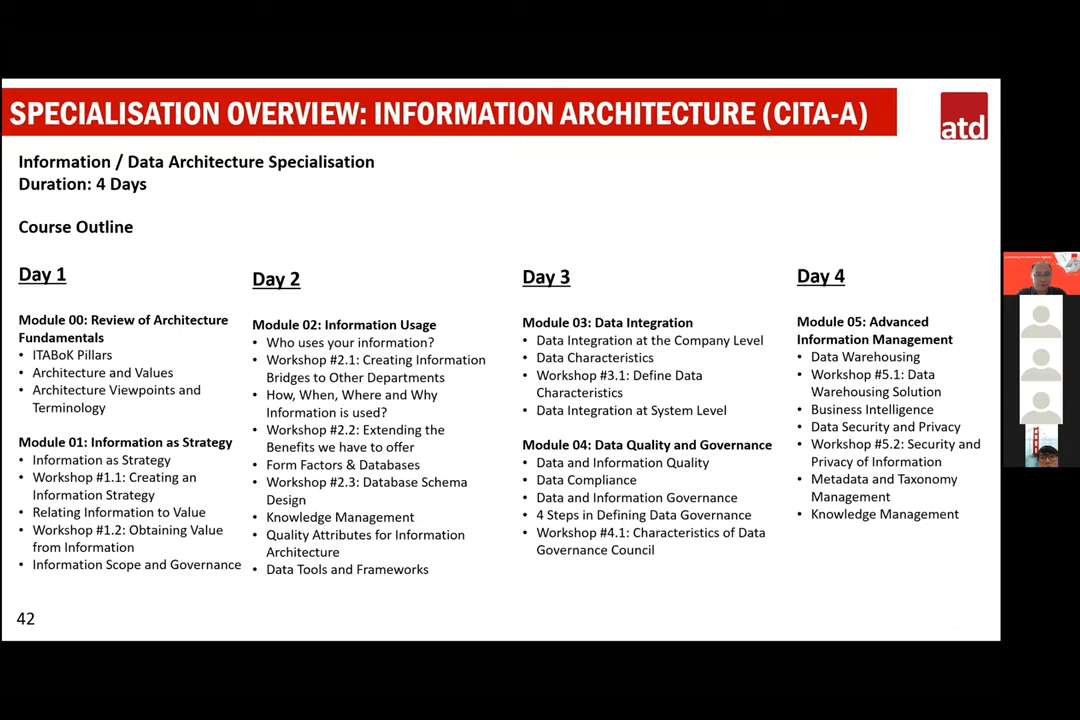 SPECIALISATION OVERVIEW: INFORMATION ARCHITECTURE (CITA-A)
atd
Information / Data Architecture Specialisation
Duration: 4 Days
Course Outline
Day 1
Module 00: Review of Architecture
Fundamentals
• ITABoK Pillars
• Architecture and Values
• Architecture Viewpoints and
Terminology
Module 01: Information as Strategy
• Information as Strategy
• Workshop #1.1: Creating an
Information Strategy
• Relating Information to Value
• Workshop #1.2: Obtaining Value
from Information
• Information Scope and Governance
Day 2
Module 02: Information Usage
• Who uses your information?
• Workshop #2.1: Creating Information
Bridges to Other Departments
• How, When, Where and Why
Information is used?
• Workshop #2.2: Extending the
Benefits we have to offer
• Form Factors & Databases
• Workshop #2.3: Database Schema
Design
• Knowledge Management
• Quality Attributes for Information
Architecture
• Data Tools and Frameworks
Day 3
Module 03: Data Integration
• Data Integration at the Company Level
• Data Characteristics
• Workshop #3.1: Define Data
Characteristics
• Data Integration at System Level
Module 04: Data Quality and Governance
• Data and Information Quality
• Data Compliance
• Data and Information Governance
• 4 Steps in Defining Data Governance
• Workshop #4.1: Characteristics of Data
Governance Council
Day 4
Module 05: Advanced
Information Management
• Data Warehousing
• Workshop #5.1: Data
Warehousing Solution
• Business Intelligence
• Data Security and Privacy
• Workshop #5.2: Security and
Privacy of Information
• Metadata and Taxonomy
Management
• Knowledge Management
42